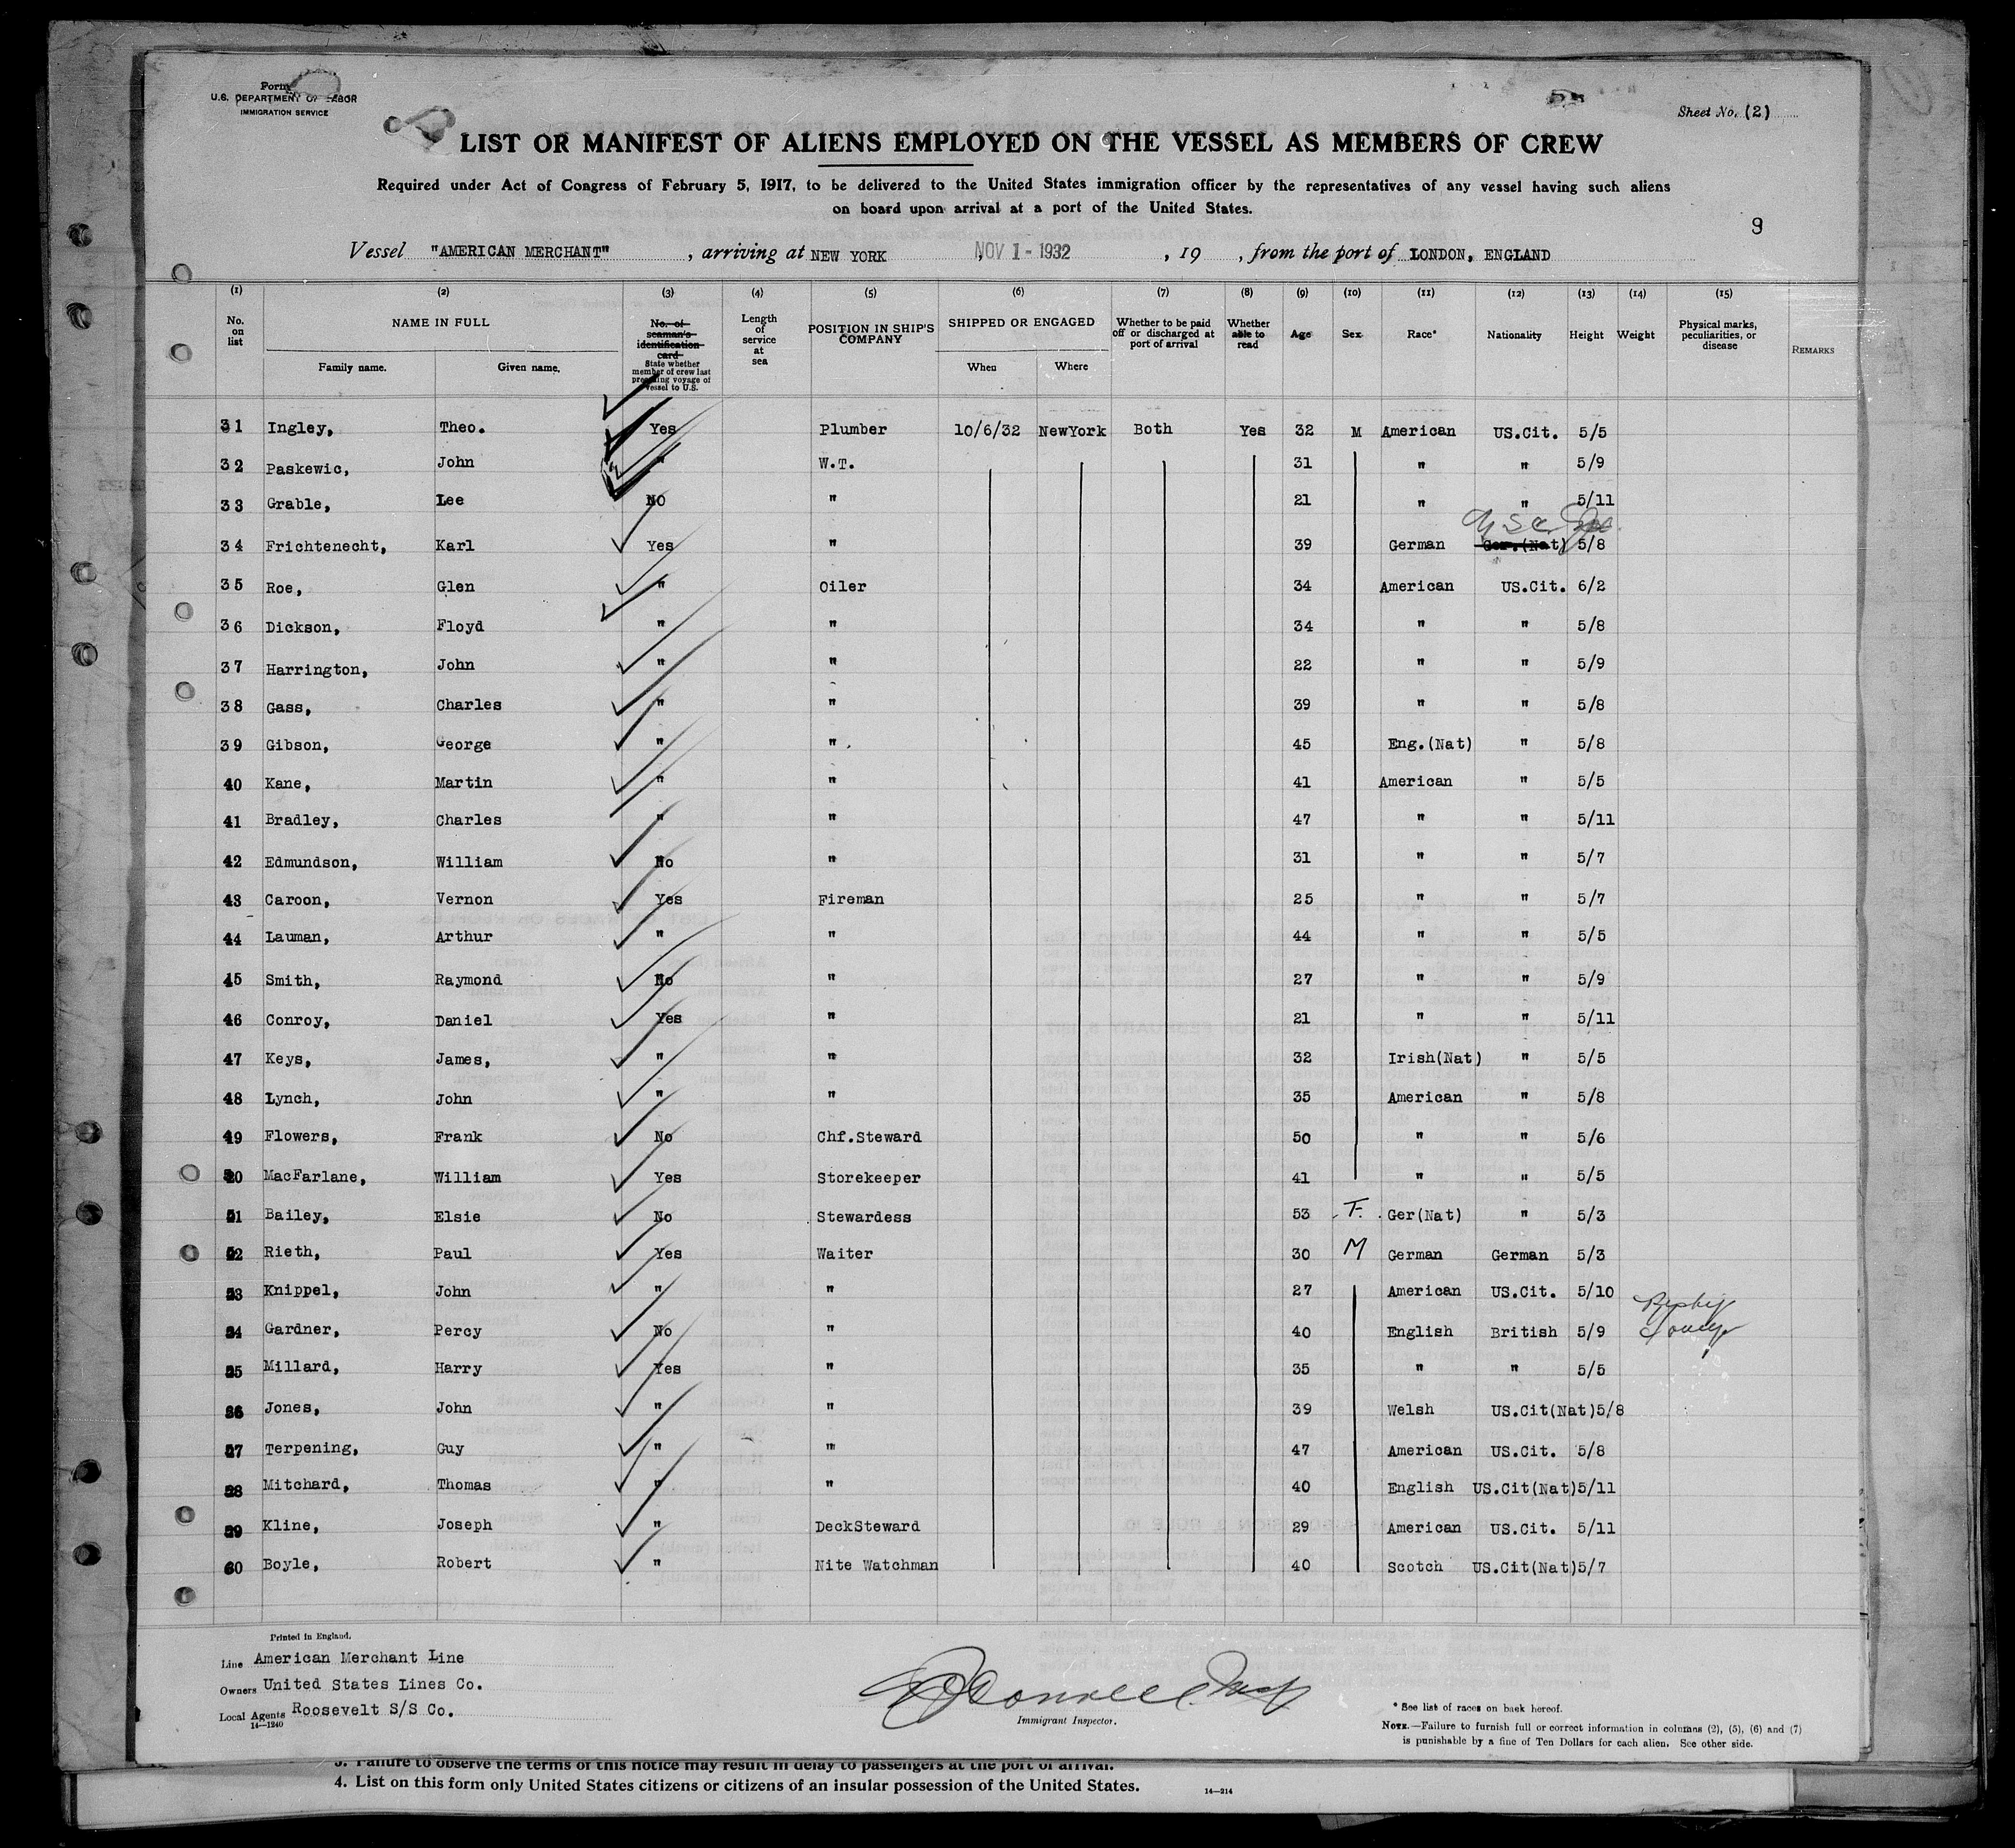 Form
U.S. DEPARTMENT OF LABOR
IMMIGRATION SERVICE
Sheet No. (2)
LIST OR MANIFEST OF ALIENS EMPLOYED ON THE VESSEL AS MEMBERS OF CREW
Required under Act of Congress of February 5, 1917, to be delivered to the United States immigration officer by the representatives of any vessel having such aliens
on board upon arrival at a port of the United States.
9
Vessel "AMERICAN MERCHANT", arriving at NEW YORK, NOV 1 - 1932, 19 , from the port of LONDON, ENGLAND
(1) (2) (3) (4) (5) (6) (7) (8) (9) (10) (11) (12) (13) (14) (15)
No. on list NAME IN FULL Family name. Given name. No. of seaman's identification card State whether member of crew last preceding voyage of vessel to U.S. Length of service at sea POSITION IN SHIP'S COMPANY SHIPPED OR ENGAGED When Where Whether to be paid off or discharged at port of arrival Whether able to read Age Sex Race* Nationality Height Weight Physical marks, peculiarities, or disease REMARKS
31 Ingley, Theo. Yes Plumber 10/6/32 NewYork Both Yes 32 M American US.Cit. 5/5
32 Paskewic, John " W.T. 31 " " 5/9
33 Grable, Lee NO " 21 " " 5/11
34 Frichtenecht, Karl Yes " 39 German Ger.(Nat) USC 5/8
35 Roe, Glen " Oiler 34 American US.Cit. 6/2
36 Dickson, Floyd " " 34 " " 5/8
37 Harrington, John " " 22 " " 5/9
38 Gass, Charles " " 39 " " 5/8
39 Gibson, George " " 45 Eng.(Nat) " 5/8
40 Kane, Martin " " 41 American " 5/5
41 Bradley, Charles " " 47 " " 5/11
42 Edmundson, William No " 31 " " 5/7
43 Caroon, Vernon Yes Fireman 25 " " 5/7
44 Lauman, Arthur " " 44 " " 5/5
45 Smith, Raymond No " 27 " " 5/9
46 Conroy, Daniel Yes " 21 " " 5/11
47 Keys, James, " " 32 Irish(Nat) " 5/5
48 Lynch, John " " 35 American " 5/8
49 Flowers, Frank No Chf.Steward 50 " " 5/6
50 MacFarlane, William Yes Storekeeper 41 " " 5/5
51 Bailey, Elsie No Stewardess 53 F. Ger(Nat) " 5/3
52 Rieth, Paul Yes Waiter 30 M German German 5/3
53 Knippel, John " " 27 American US.Cit. 5/10
54 Gardner, Percy No " 40 English British 5/9
55 Millard, Harry Yes " 35 " " 5/5
56 Jones, John " " 39 Welsh US.Cit(Nat) 5/8
57 Terpening, Guy " " 47 American US.Cit. 5/8
58 Mitchard, Thomas " " 40 English US.Cit(Nat) 5/11
59 Kline, Joseph " DeckSteward 29 American US.Cit. 5/11
60 Boyle, Robert " Nite Watchman 40 Scotch US.Cit(Nat) 5/7
Printed in England.
Line American Merchant Line
Owners United States Lines Co.
Local Agents Roosevelt S/S Co.
14—1240
Immigrant Inspector.
* See list of races on back hereof.
NOTE.—Failure to furnish full or correct information in columns (2), (5), (6) and (7)
is punishable by a fine of Ten Dollars for each alien. See other side.
3. Failure to observe the terms of this notice may result in delay to passengers at the port of arrival.
4. List on this form only United States citizens or citizens of an insular possession of the United States.
14—214